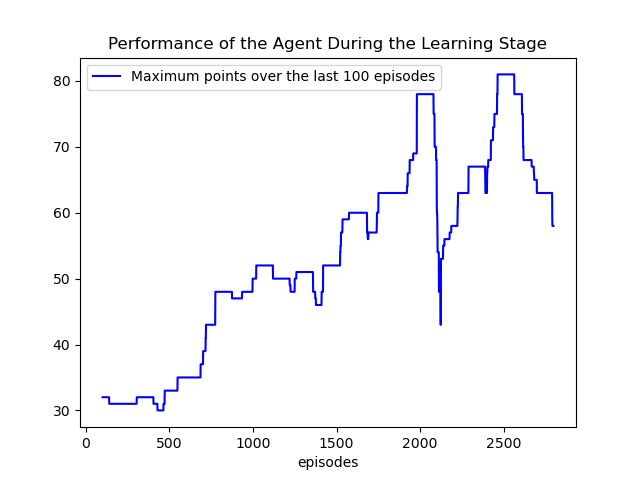 Performance of the Agent During the Learning Stage
Maximum points over the last 100 episodes
80
70
60
50
40
30
0 500 1000 1500 2000 2500
episodes